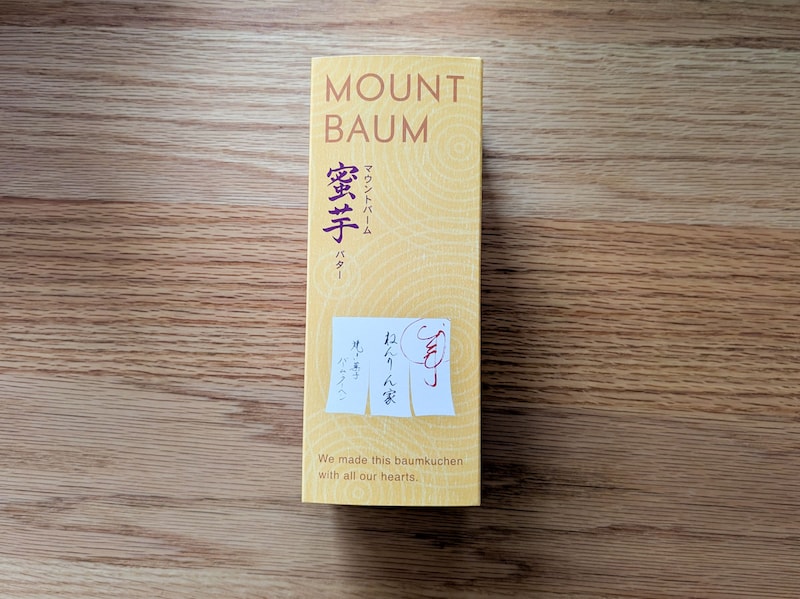 MOUNT
BAUM
マウントバーム
蜜芋
バター
芋
ねんりん家
丸い菓子
バームクーヘン
We made this baumkuchen
with all our hearts.